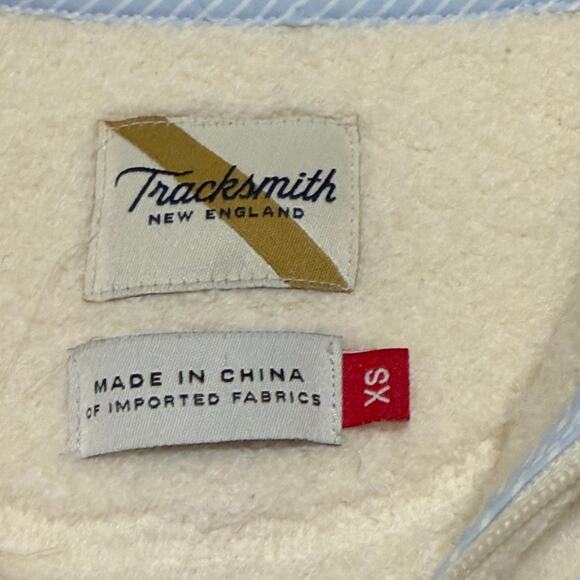 Tracksmith
NEW ENGLAND
MADE IN CHINA
OF IMPORTED FABRICS
XS